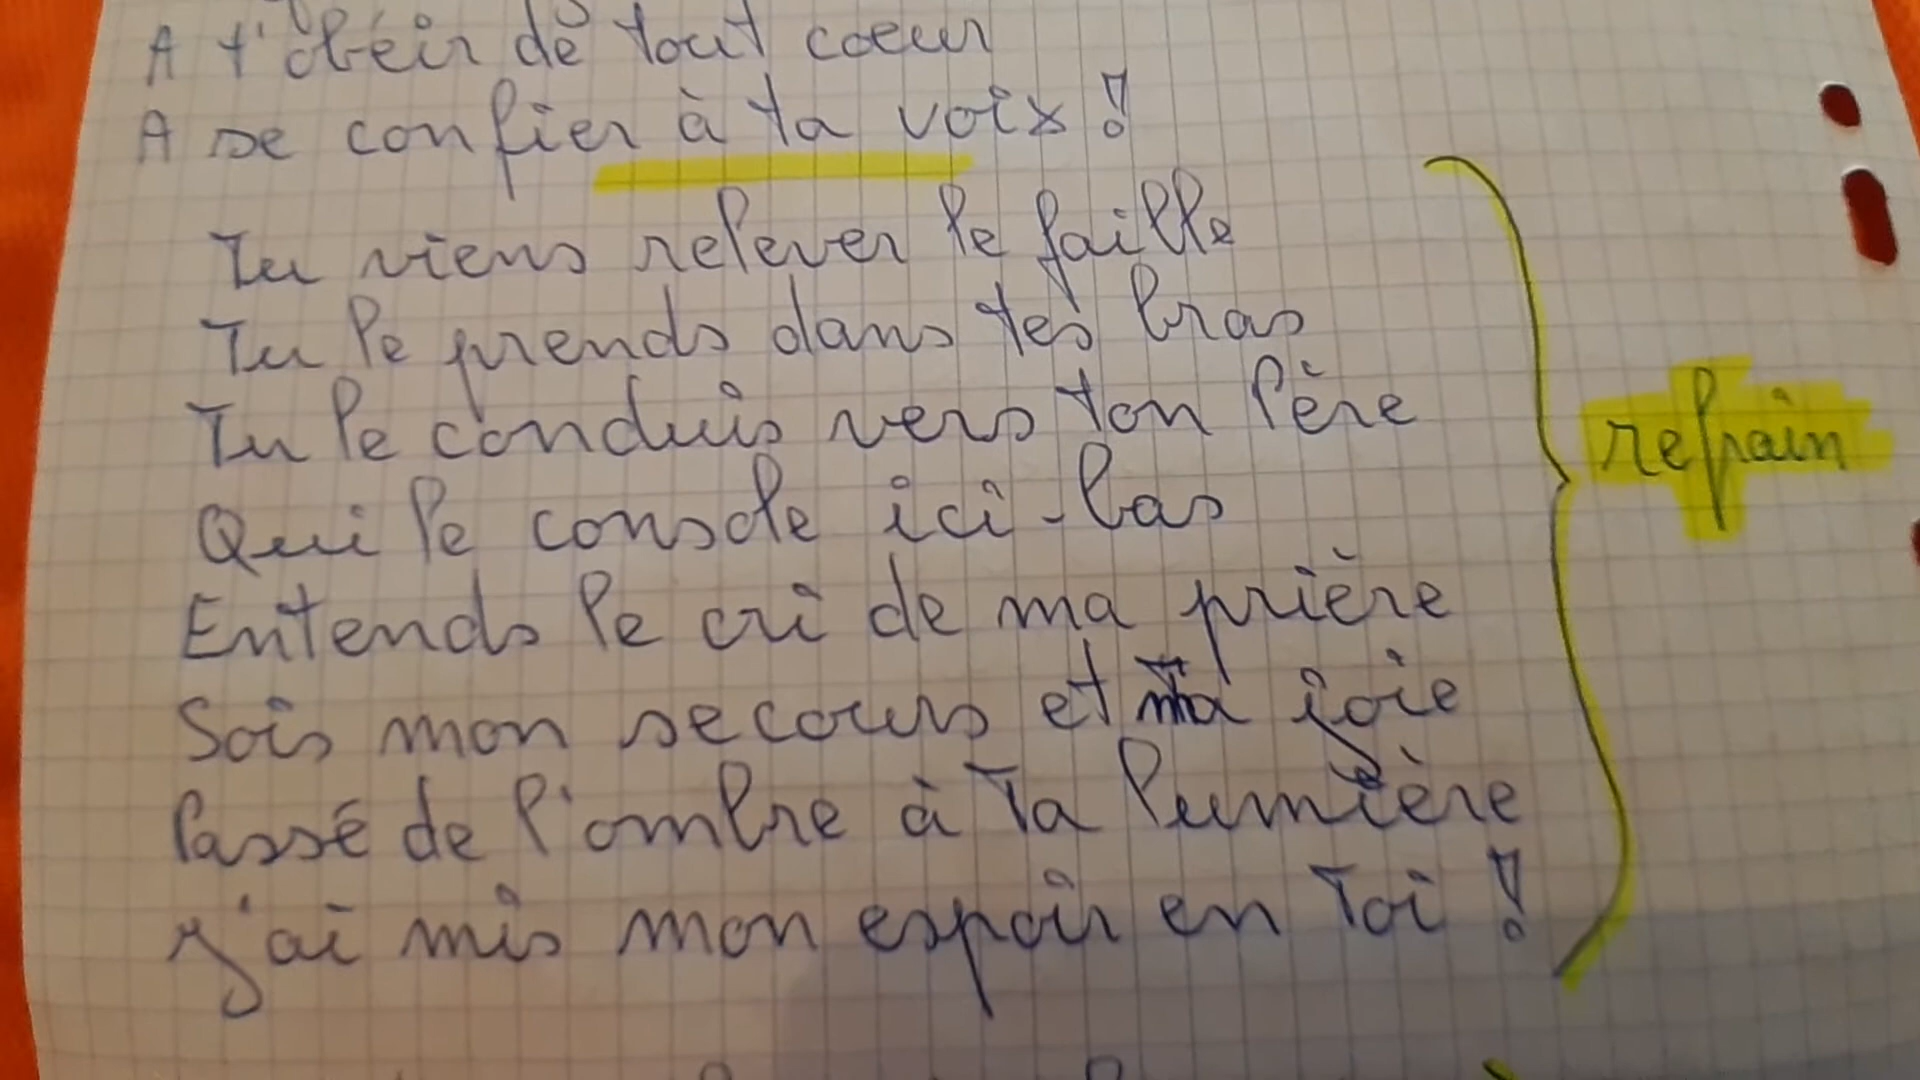 A t'obéir de tout coeur
A se confier à ta voix !
Tu viens relever le faille
Tu le prends dans tes bras
Tu le conduis vers ton Père
Qui le console ici-bas
refrain
Entends le cri de ma prière
Sois mon secours et ma joie
Passé de l'ombre à Ta lumière
J'ai mis mon espoir en Toi !